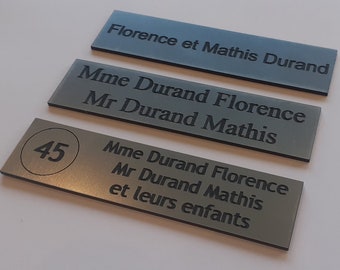 Florence et Mathis Durand
Mme Durand Florence
Mr Durand Mathis
45
Mme Durand Florence
Mr Durand Mathis
et leurs enfants